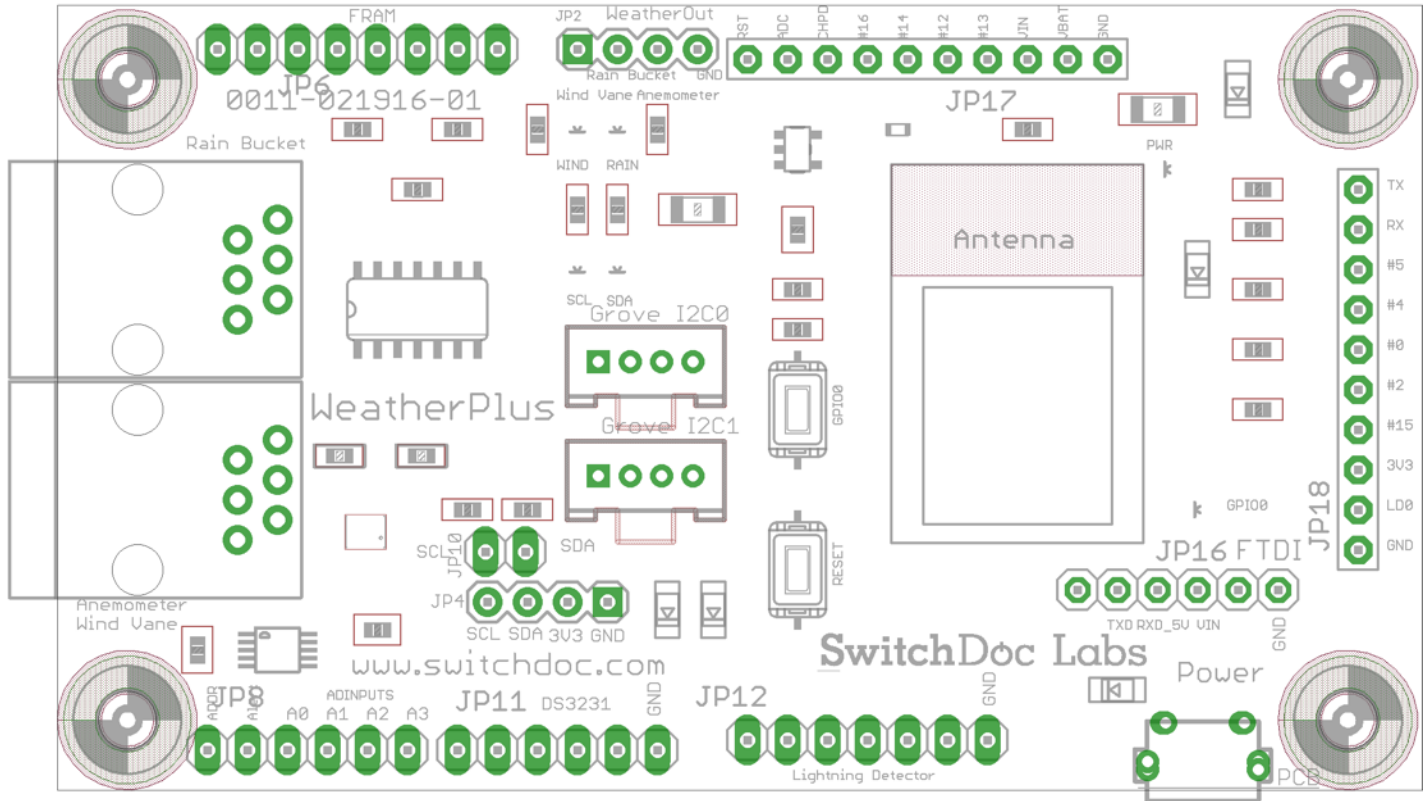 FRAM
JP2 WeatherOut
RST ADC CHPD #16 #14 #12 #13 VIN VBAT GND
JP6
Rain Bucket GND
0011-021916-01
Wind Vane Anemometer
JP17
Rain Bucket
WIND RAIN
PWR
TX
RX
Antenna
#5
SCL SDA
#4
Grove I2C0
#0
#2
WeatherPlus
GPIO0
Grove I2C1
#15
3V3
GPIO0
LD0
JP18
SCL JP10 SDA
RESET
JP16 FTDI
GND
JP4
Anemometer
Wind Vane
SCL SDA 3V3 GND
TXD RXD_5V VIN GND
www.switchdoc.com
SwitchDoc Labs
Power
JP8
ADDR
ADINPUTS
A0 A1 A2 A3
JP11 DS3231 GND
JP12 GND
Lightning Detector
PCB